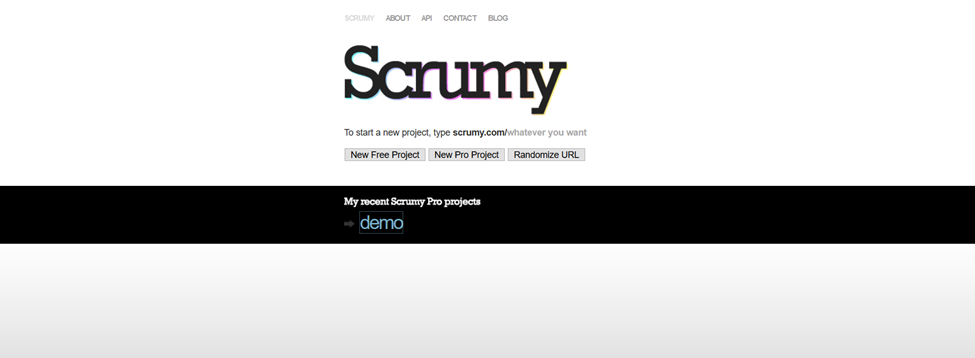 SCRUMY ABOUT API CONTACT BLOG
Scrumy
To start a new project, type scrumy.com/whatever you want
New Free Project New Pro Project Randomize URL
My recent Scrumy Pro projects
demo